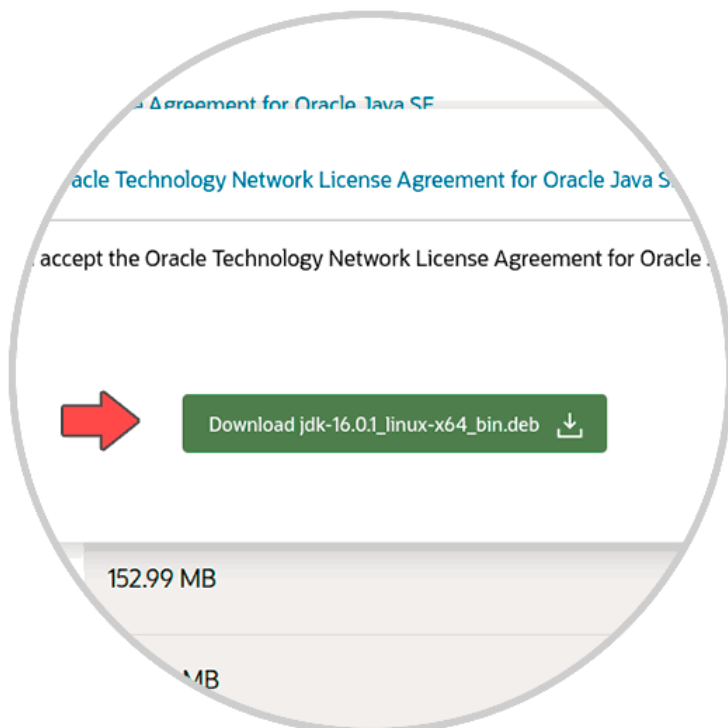 Agreement for Oracle Java SE
Technology Network License Agreement for Oracle Java
accept the Oracle Technology Network License Agreement for Oracle
Download jdk-16.0.1_linux-x64_bin.deb
152.99 MB
MB